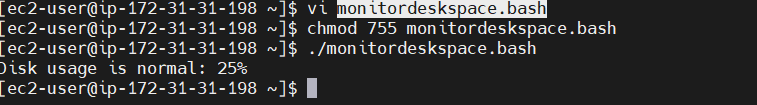 [ec2-user@ip-172-31-31-198 ~]$ vi monitordeskspace.bash
[ec2-user@ip-172-31-31-198 ~]$ chmod 755 monitordeskspace.bash
[ec2-user@ip-172-31-31-198 ~]$ ./monitordeskspace.bash
Disk usage is normal: 25%
[ec2-user@ip-172-31-31-198 ~]$